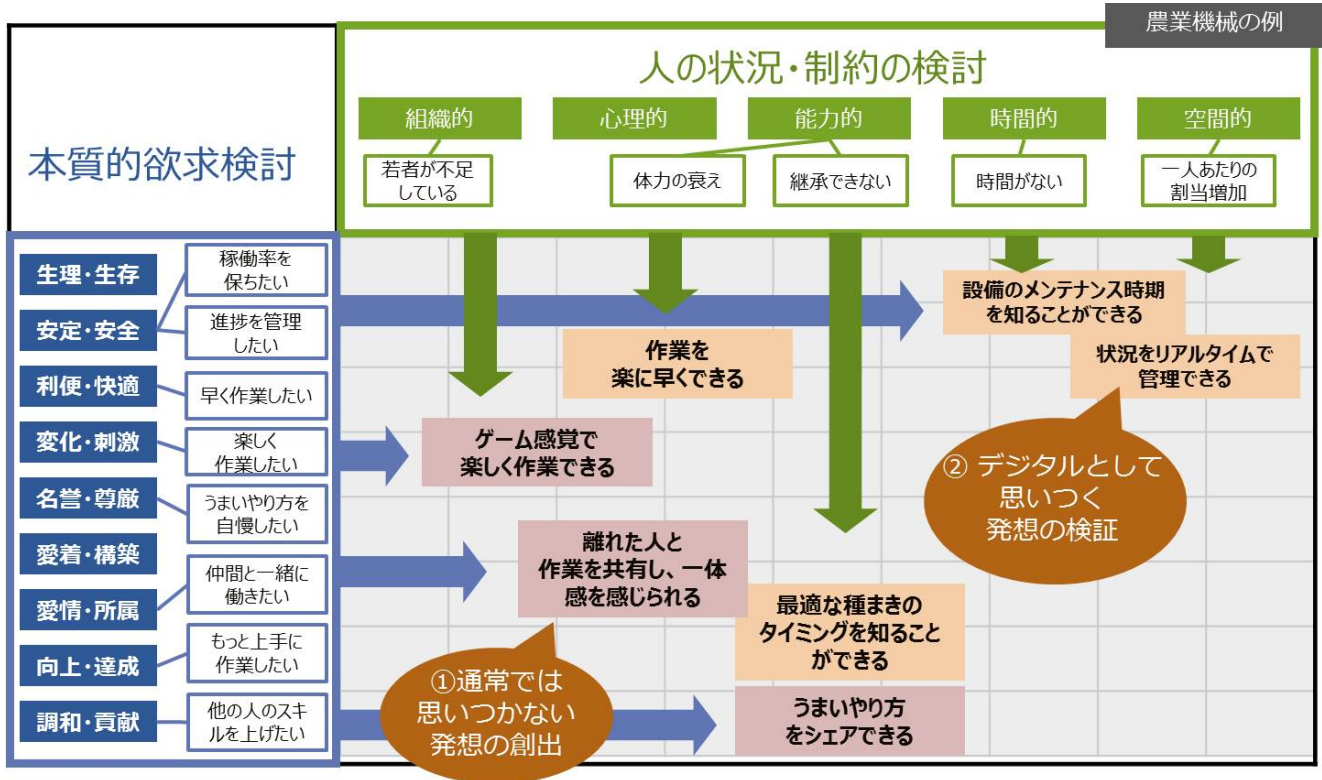 農業機械の例
人の状況・制約の検討
組織的
心理的
能力的
時間的
空間的
若者が不足
している
体力の衰え
継承できない
時間がない
一人あたりの
割当増加
本質的欲求検討
生理・生存
安定・安全
利便・快適
変化・刺激
名誉・尊厳
愛着・構築
愛情・所属
向上・達成
調和・貢献
稼働率を
保ちたい
進捗を管理
したい
早く作業したい
楽しく
作業したい
うまいやり方を
自慢したい
仲間と一緒に
働きたい
もっと上手に
作業したい
他の人のスキ
ルを上げたい
設備のメンテナンス時期
を知ることができる
作業を
楽に早くできる
状況をリアルタイムで
管理できる
ゲーム感覚で
楽しく作業できる
② デジタルとして
思いつく
発想の検証
離れた人と
作業を共有し、一体
感を感じられる
最適な種まきの
タイミングを知ること
ができる
①通常では
思いつかない
発想の創出
うまいやり方
をシェアできる